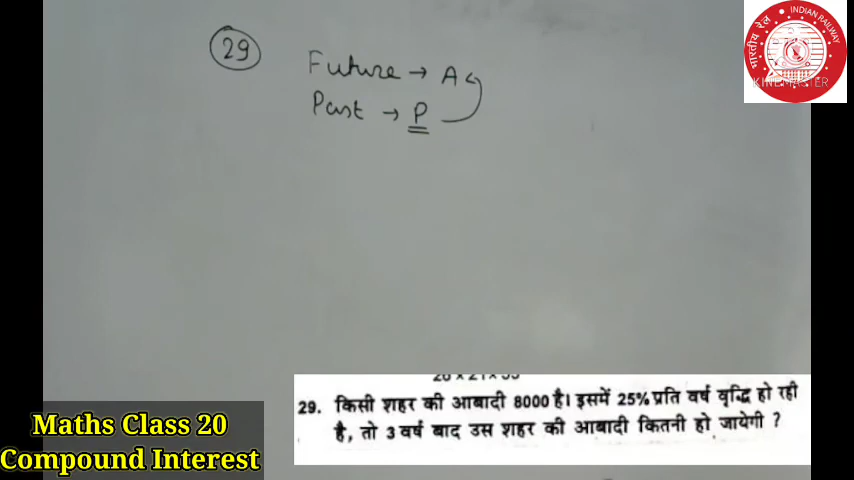 29
Future → A
Past → P
भारतीय रेल INDIAN RAILWAY
KINEMASTER
29. किसी शहर की आबादी 8000 है। इसमें 25% प्रति वर्ष वृद्धि हो रही
है, तो 3 वर्ष बाद उस शहर की आबादी कितनी हो जायेगी ?
Maths Class 20
Compound Interest